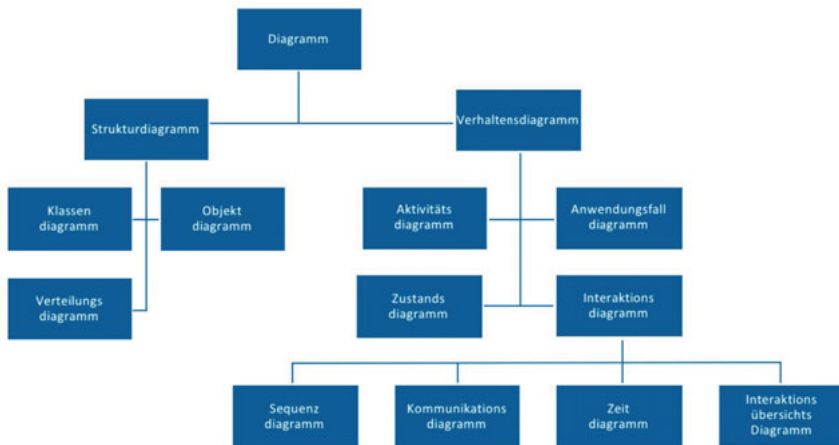 Diagramm
Strukturdiagramm
Verhaltensdiagramm
Klassen
diagramm
Objekt
diagramm
Aktivitäts
diagramm
Anwendungsfall
diagramm
Verteilungs
diagramm
Zustands
diagramm
Interaktions
diagramm
Sequenz
diagramm
Kommunikations
diagramm
Zeit
diagramm
Interaktions
übersichts
Diagramm